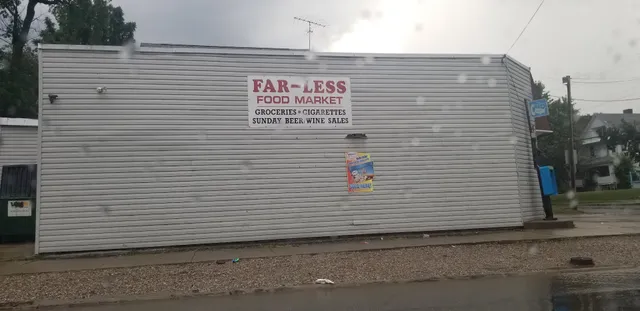 FAR-LESS
FOOD MARKET
GROCERIES • CIGARETTES
SUNDAY BEER/WINE SALES